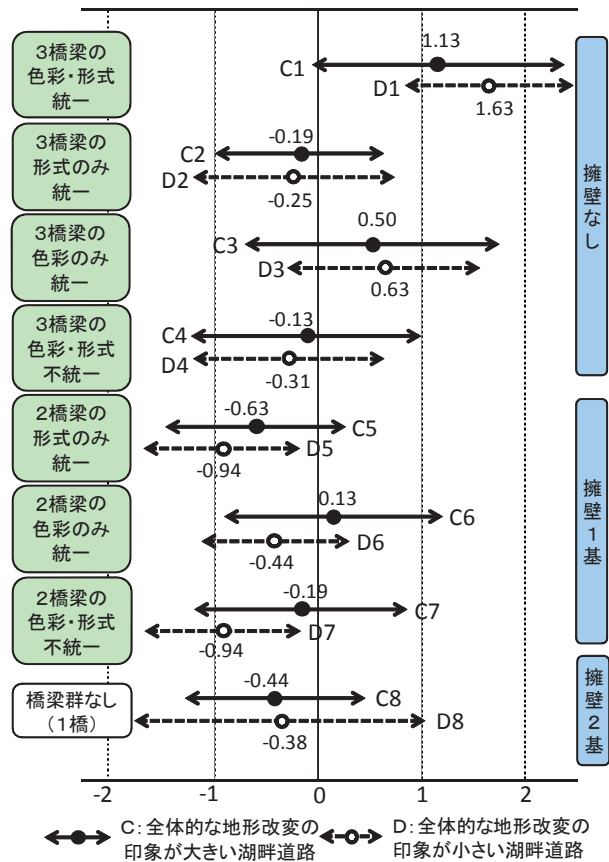 3橋梁の
色彩・形式
統一
C1
1.13
D1
1.63
3橋梁の
形式のみ
統一
C2
-0.19
D2
-0.25
3橋梁の
色彩のみ
統一
C3
0.50
D3
0.63
3橋梁の
色彩・形式
不統一
C4
-0.13
D4
-0.31
擁壁なし
2橋梁の
形式のみ
統一
-0.63
C5
-0.94
D5
2橋梁の
色彩のみ
統一
0.13
C6
-0.44
D6
2橋梁の
色彩・形式
不統一
-0.19
C7
-0.94
D7
擁壁1基
橋梁群なし
(1橋)
-0.44
C8
-0.38
D8
擁壁2基
-2 -1 0 1 2
C:全体的な地形改変の
印象が大きい湖畔道路
D:全体的な地形改変の
印象が小さい湖畔道路